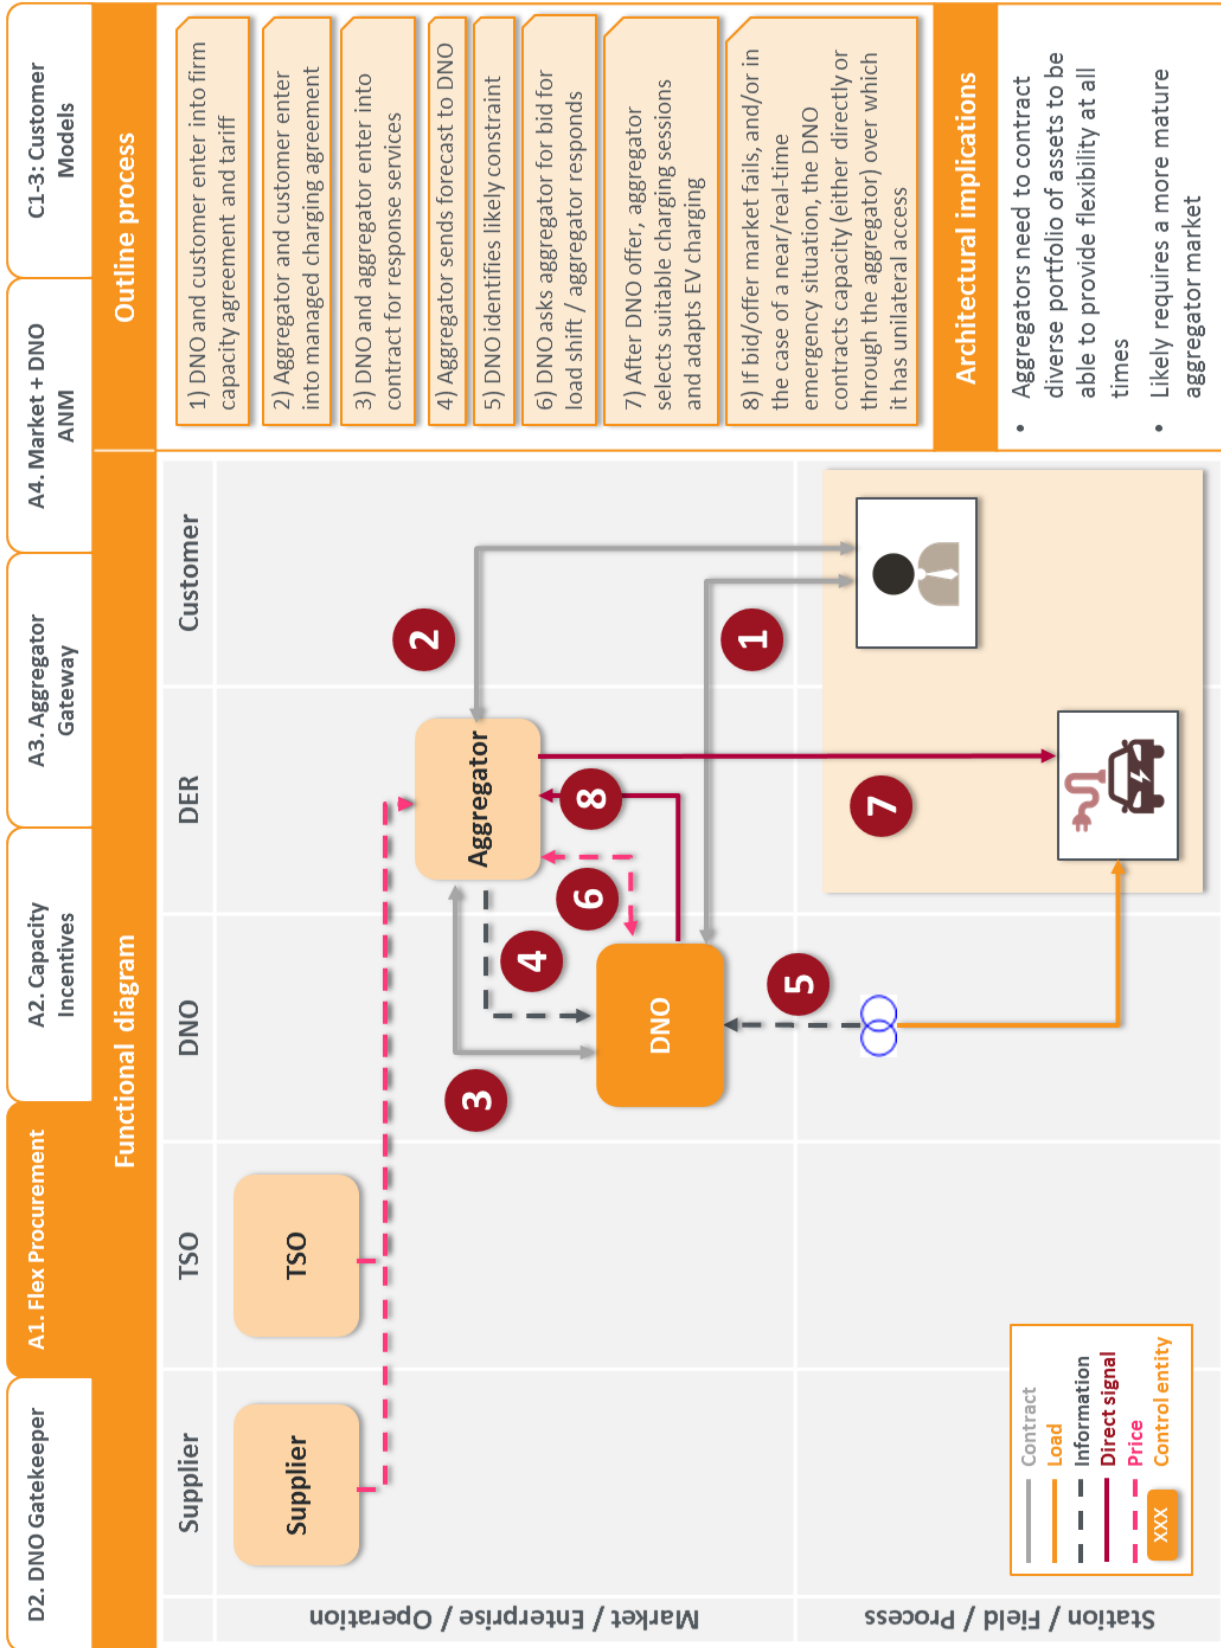 D2. DNO Gatekeeper
A1. Flex Procurement
A2. Capacity
Incentives
A3. Aggregator
Gateway
A4. Market + DNO
ANM
C1-3: Customer
Models
Functional diagram
Outline process
Supplier
TSO
DNO
DER
Customer
Market / Enterprise / Operation
Station / Field / Process
Supplier
TSO
Aggregator
DNO
1
2
3
4
5
6
7
8
Contract
Load
Information
Direct signal
Price
XXX
Control entity
1) DNO and customer enter into firm
capacity agreement and tariff
2) Aggregator and customer enter
into managed charging agreement
3) DNO and aggregator enter into
contract for response services
4) Aggregator sends forecast to DNO
5) DNO identifies likely constraint
6) DNO asks aggregator for bid for
load shift / aggregator responds
7) After DNO offer, aggregator
selects suitable charging sessions
and adapts EV charging
8) If bid/offer market fails, and/or in
the case of a near/real-time
emergency situation, the DNO
contracts capacity (either directly or
through the aggregator) over which
it has unilateral access
Architectural implications
• Aggregators need to contract
diverse portfolio of assets to be
able to provide flexibility at all
times
• Likely requires a more mature
aggregator market